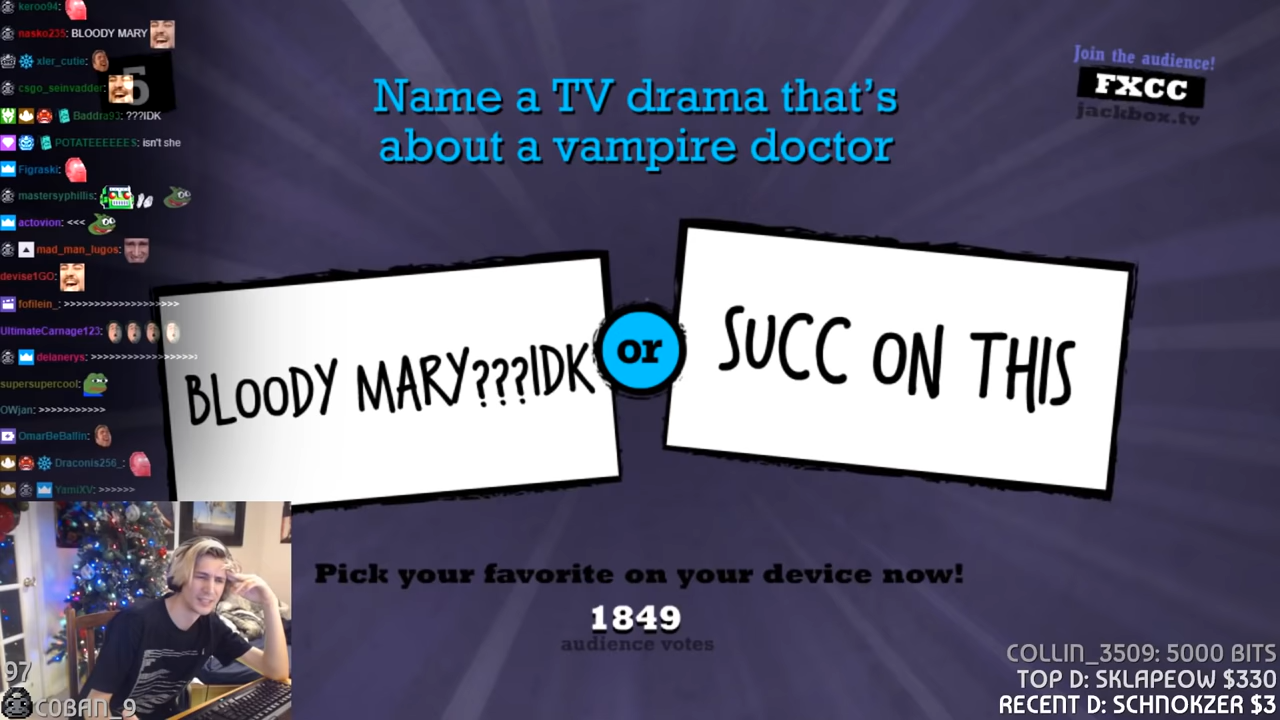 keroo94:
nasko235: BLOODY MARY
xler_cutie:
csgo_seinvadder:
5
Baddra93: ???IDK
POTATEEEEEES: isn't she
Figraski:
mastersyphillis:
actovion: <<<
mad_man_lugos:
devise1GO:
fofilein_: >>>>>>>>>>>>>>>>>>>
UltimateCarnage123:
delanerys: >>>>>>>>>>>>>>>>>>
supersupercool:
OWjan: >>>>>>>>>>>
OmarBeBallin:
Draconis256_:
YamiXV: >>>>>>
Name a TV drama that's
about a vampire doctor
Join the audience!
FXCC
jackbox.tv
BLOODY MARY???IDK
or
SUCC ON THIS
Pick your favorite on your device now!
1849
audience votes
97
COBAN_9
COLLIN_3509: 5000 BITS
TOP D: SKLAPEOW $330
RECENT D: SCHNOKZER $3